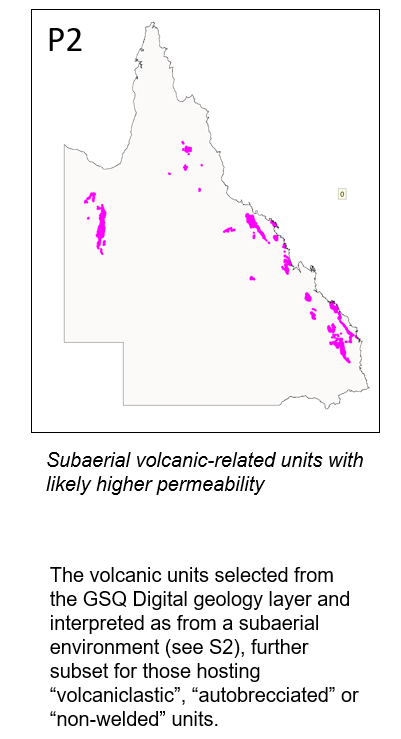 P2
0
Subaerial volcanic-related units with
likely higher permeability
The volcanic units selected from
the GSQ Digital geology layer and
interpreted as from a subaerial
environment (see S2), further
subset for those hosting
“volcaniclastic”, “autobrecciated” or
“non-welded” units.